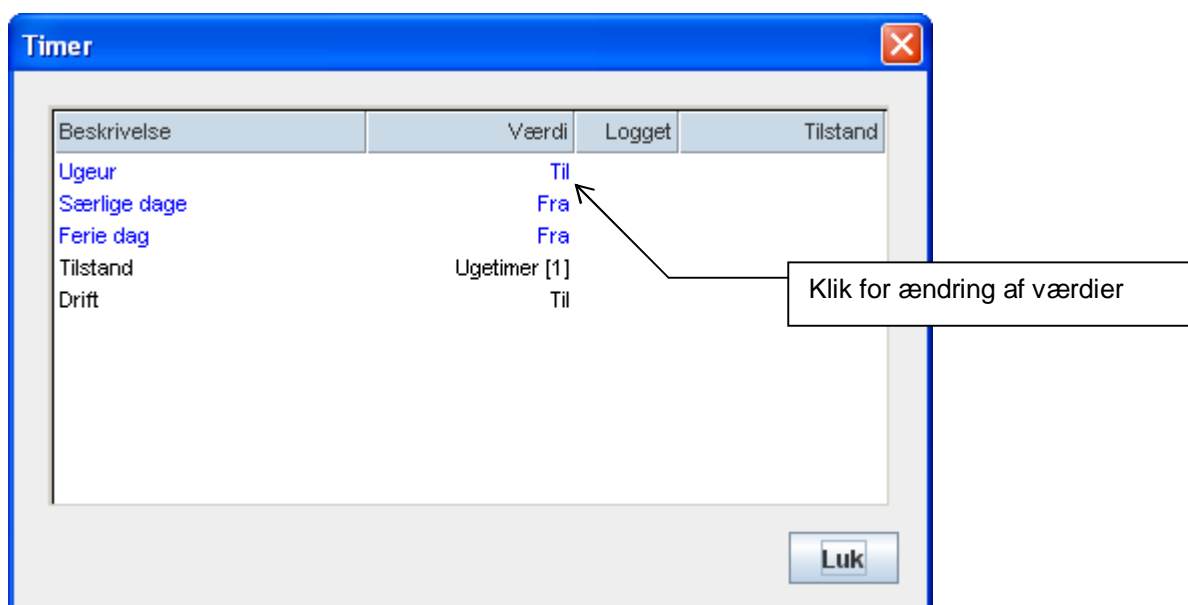 Timer
Beskrivelse Værdi Logget Tilstand
Ugeur Til
Særlige dage Fra
Ferie dag Fra
Tilstand Ugetimer [1]
Klik for ændring af værdier
Drift Til
Luk